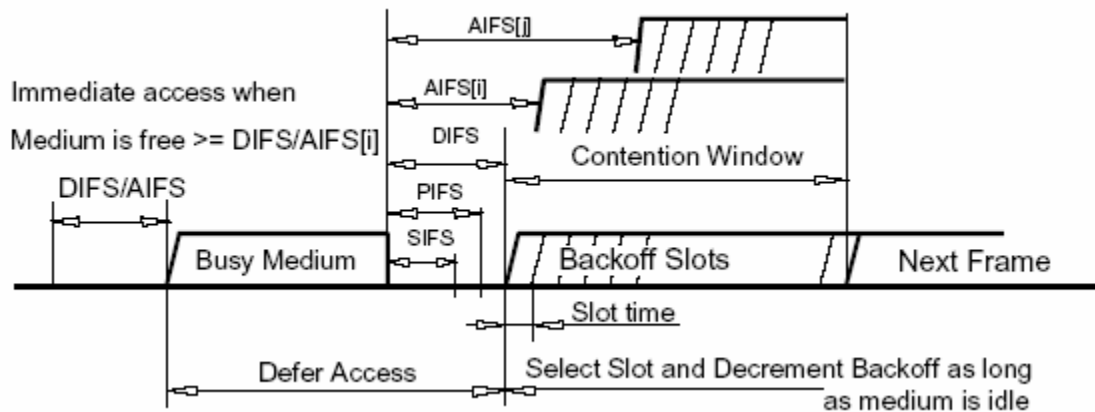 AIFS[j]
AIFS[i]
Immediate access when
Medium is free >= DIFS/AIFS[i]
DIFS
Contention Window
DIFS/AIFS
PIFS
SIFS
Busy Medium
Backoff Slots
Next Frame
Slot time
Defer Access
Select Slot and Decrement Backoff as long
as medium is idle